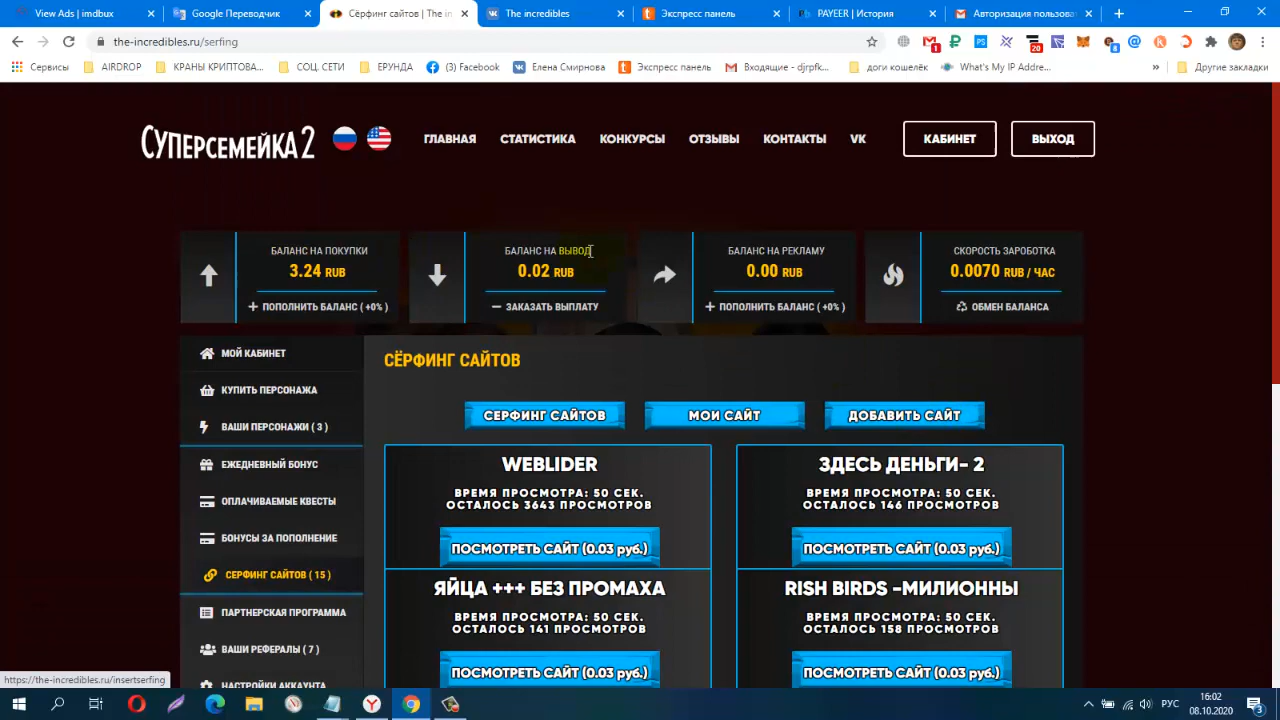 View Ads | imdbux
Google Переводчик
Сёрфинг сайтов | The in
The incredibles
Экспресс панель
PAYEER | История
Авторизация пользова
the-incredibles.ru/serfing
1
20
8
Сервисы
AIRDROP
КРАНЫ КРИПТОВА...
СОЦ. СЕТИ
ЕРУНДА
(3) Facebook
Елена Смирнова
Экспресс панель
Входящие - djrpfk...
доги кошелёк
What's My IP Addre...
»
Другие закладки
СУПЕРСЕМЕЙКА 2
ГЛАВНАЯ
СТАТИСТИКА
КОНКУРСЫ
ОТЗЫВЫ
КОНТАКТЫ
VK
КАБИНЕТ
ВЫХОД
БАЛАНС НА ПОКУПКИ
3.24 RUB
ПОПОЛНИТЬ БАЛАНС ( +0% )
БАЛАНС НА ВЫВОД
0.02 RUB
ЗАКАЗАТЬ ВЫПЛАТУ
БАЛАНС НА РЕКЛАМУ
0.00 RUB
ПОПОЛНИТЬ БАЛАНС ( +0% )
СКОРОСТЬ ЗАРОБОТКА
0.0070 RUB / ЧАС
ОБМЕН БАЛАНСА
МОЙ КАБИНЕТ
КУПИТЬ ПЕРСОНАЖА
ВАШИ ПЕРСОНАЖИ ( 3 )
ЕЖЕДНЕВНЫЙ БОНУС
ОПЛАЧИВАЕМЫЕ КВЕСТЫ
БОНУСЫ ЗА ПОПОЛНЕНИЕ
СЕРФИНГ САЙТОВ ( 15 )
ПАРТНЕРСКАЯ ПРОГРАММА
ВАШИ РЕФЕРАЛЫ ( 7 )
НАСТРОЙКИ АККАУНТА
СЁРФИНГ САЙТОВ
СЕРФИНГ САЙТОВ
МОИ САЙТ
ДОБАВИТЬ САЙТ
WEBLIDER
ВРЕМЯ ПРОСМОТРА: 50 СЕК.
ОСТАЛОСЬ 3643 ПРОСМОТРОВ
ПОСМОТРЕТЬ САЙТ (0.03 руб.)
ЗДЕСЬ ДЕНЬГИ- 2
ВРЕМЯ ПРОСМОТРА: 50 СЕК.
ОСТАЛОСЬ 146 ПРОСМОТРОВ
ПОСМОТРЕТЬ САЙТ (0.03 руб.)
ЯЙЦА +++ БЕЗ ПРОМАХА
ВРЕМЯ ПРОСМОТРА: 50 СЕК.
ОСТАЛОСЬ 141 ПРОСМОТРОВ
ПОСМОТРЕТЬ САЙТ (0.03 руб.)
RISH BIRDS -МИЛИОННЫ
ВРЕМЯ ПРОСМОТРА: 50 СЕК.
ОСТАЛОСЬ 158 ПРОСМОТРОВ
ПОСМОТРЕТЬ САЙТ (0.03 руб.)
https://the-incredibles.ru/insertserfing
РУС
16:02
08.10.2020
3